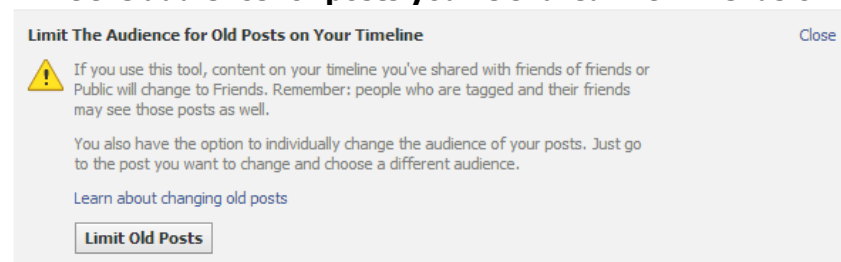 Limit The Audience for Old Posts on Your Timeline Close
If you use this tool, content on your timeline you've shared with friends of friends or
Public will change to Friends. Remember: people who are tagged and their friends
may see those posts as well.
You also have the option to individually change the audience of your posts. Just go
to the post you want to change and choose a different audience.
Learn about changing old posts
Limit Old Posts